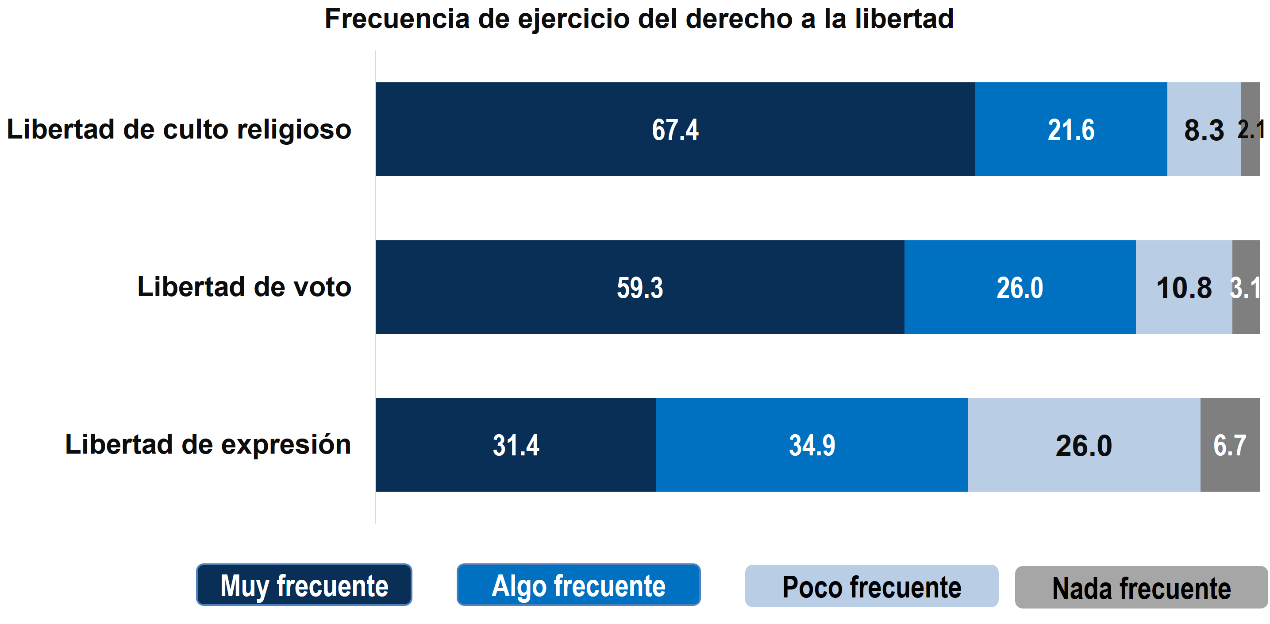 Frecuencia de ejercicio del derecho a la libertad
Libertad de culto religioso 67.4 21.6 8.3 2.1
Libertad de voto 59.3 26.0 10.8 3.1
Libertad de expresión 31.4 34.9 26.0 6.7
Muy frecuente Algo frecuente Poco frecuente Nada frecuente